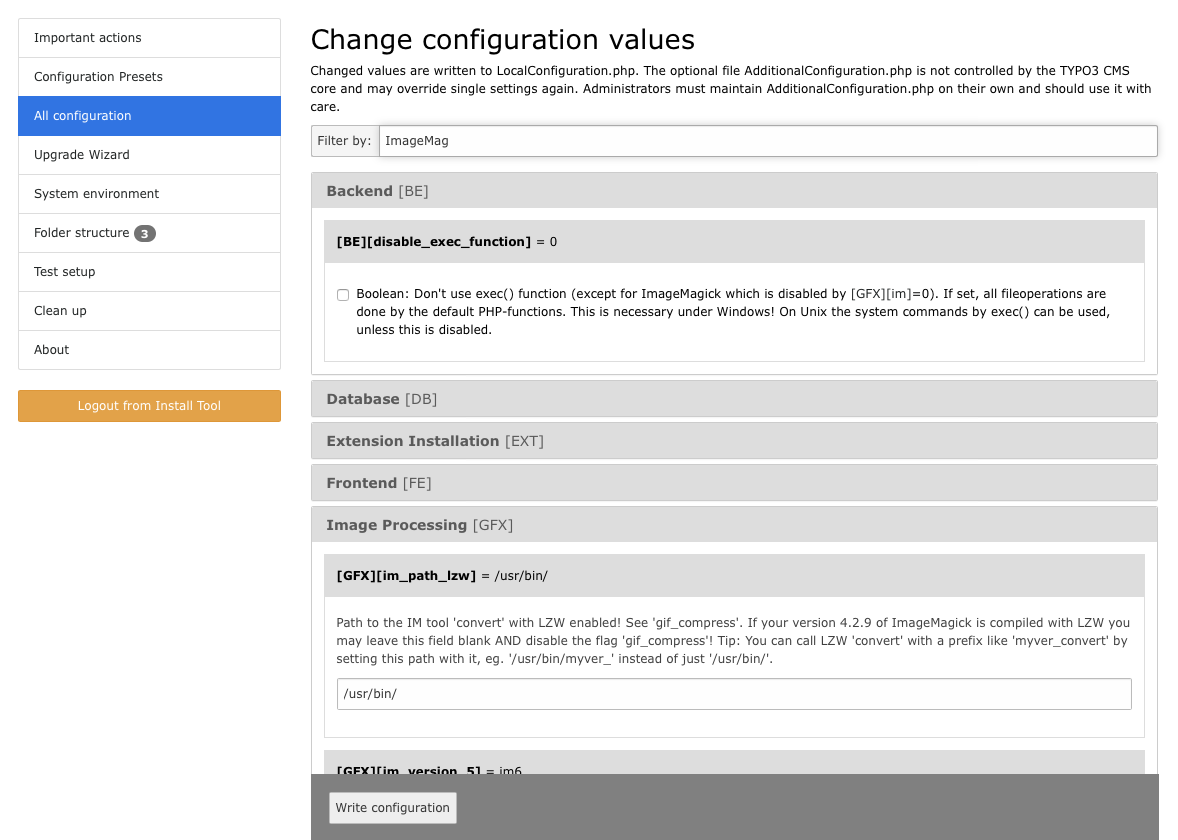 Important actions
Configuration Presets
All configuration
Upgrade Wizard
System environment
Folder structure 3
Test setup
Clean up
About
Logout from Install Tool
Change configuration values
Changed values are written to LocalConfiguration.php. The optional file AdditionalConfiguration.php is not controlled by the TYPO3 CMS
core and may override single settings again. Administrators must maintain AdditionalConfiguration.php on their own and should use it with
care.
Filter by: ImageMag
Backend [BE]
[BE][disable_exec_function] = 0
Boolean: Don't use exec() function (except for ImageMagick which is disabled by [GFX][im]=0). If set, all fileoperations are
done by the default PHP-functions. This is necessary under Windows! On Unix the system commands by exec() can be used,
unless this is disabled.
Database [DB]
Extension Installation [EXT]
Frontend [FE]
Image Processing [GFX]
[GFX][im_path_lzw] = /usr/bin/
Path to the IM tool 'convert' with LZW enabled! See 'gif_compress'. If your version 4.2.9 of ImageMagick is compiled with LZW you
may leave this field blank AND disable the flag 'gif_compress'! Tip: You can call LZW 'convert' with a prefix like 'myver_convert' by
setting this path with it, eg. '/usr/bin/myver_' instead of just '/usr/bin/'.
/usr/bin/
[GFX][im_version_5] = im6
Write configuration